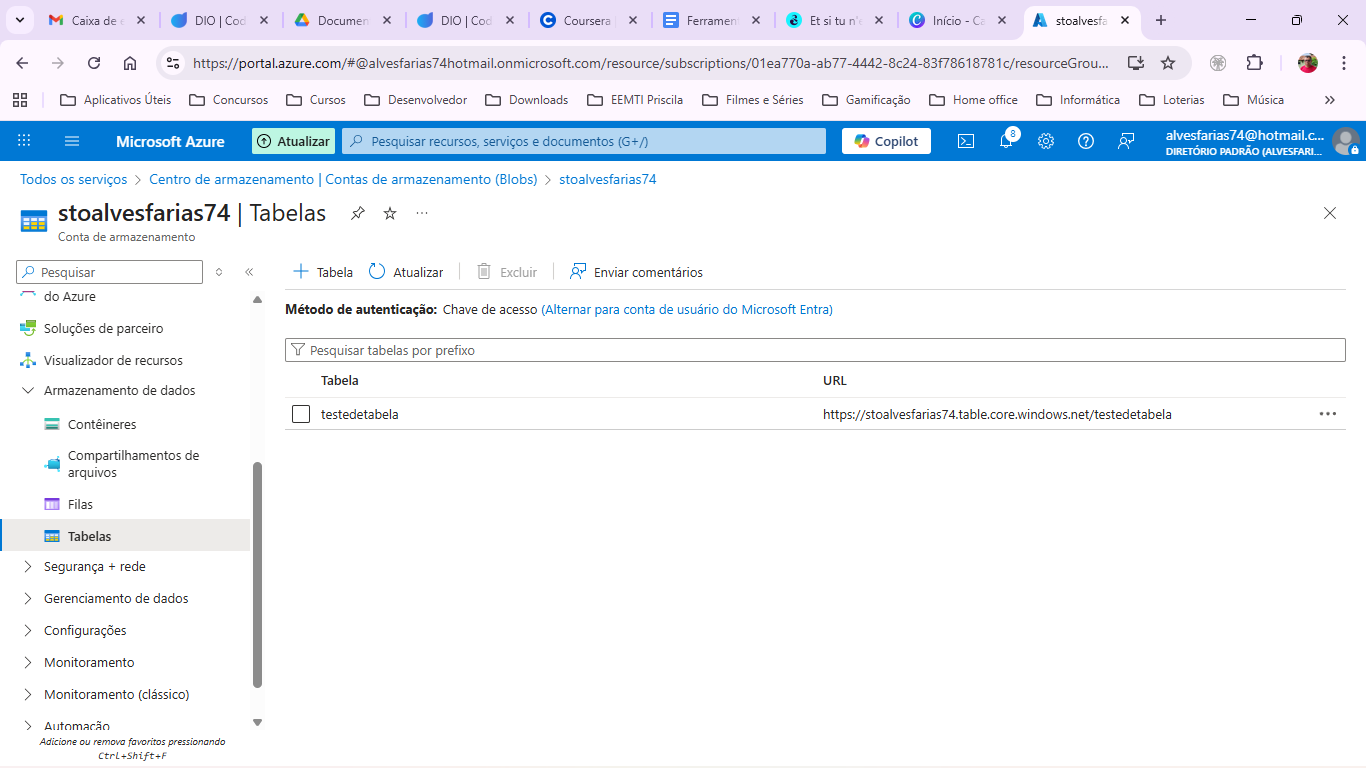 Caixa de e
DIO | Cod
Documen
DIO | Cod
Coursera
Ferrament
Et si tu n'e
Início - Ca
stoalvesfa
https://portal.azure.com/#@alvesfarias74hotmail.onmicrosoft.com/resource/subscriptions/01ea770a-ab77-4442-8c24-83f78618781c/resourceGrou...
Aplicativos Úteis
Concursos
Cursos
Desenvolvedor
Downloads
EEMTI Priscila
Filmes e Séries
Gamificação
Home office
Informática
Loterias
Música
Microsoft Azure
Atualizar
Pesquisar recursos, serviços e documentos (G+/)
Copilot
8
alvesfarias74@hotmail.c...
DIRETÓRIO PADRÃO (ALVESFARI...
Todos os serviços > Centro de armazenamento | Contas de armazenamento (Blobs) > stoalvesfarias74
stoalvesfarias74 | Tabelas
Conta de armazenamento
Pesquisar
do Azure
Soluções de parceiro
Visualizador de recursos
Armazenamento de dados
Contêineres
Compartilhamentos de
arquivos
Filas
Tabelas
Segurança + rede
Gerenciamento de dados
Configurações
Monitoramento
Monitoramento (clássico)
Automação
Adicione ou remova favoritos pressionando
Ctrl+Shift+F
Tabela
Atualizar
Excluir
Enviar comentários
Método de autenticação: Chave de acesso (Alternar para conta de usuário do Microsoft Entra)
Pesquisar tabelas por prefixo
Tabela
URL
testedetabela
https://stoalvesfarias74.table.core.windows.net/testedetabela